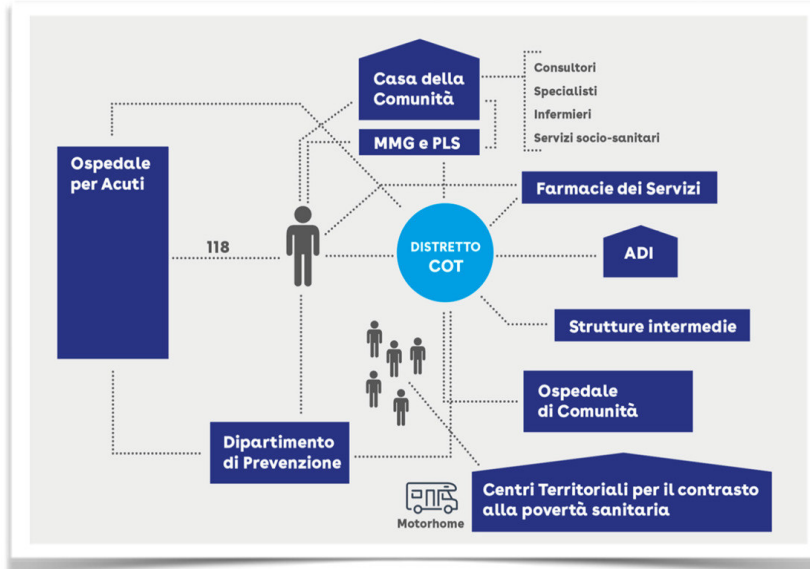 Casa della
Comunità
Consultori
Specialisti
Infermieri
Servizi socio-sanitari
MMG e PLS
Ospedale
per Acuti
Farmacie dei Servizi
118
DISTRETTO
COT
ADI
Strutture intermedie
Ospedale
di Comunità
Dipartimento
di Prevenzione
Centri Territoriali per il contrasto
alla povertà sanitaria
Motorhome